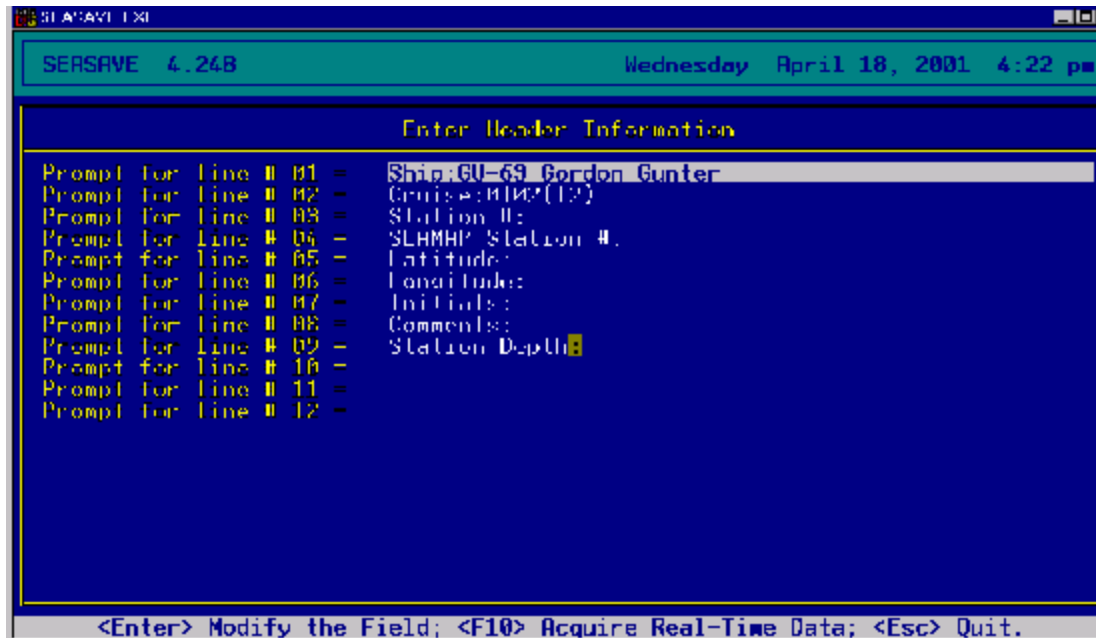 SEASAVE.EXE
SEASAVE 4.24B Wednesday April 18, 2001 4:22 pm
Enter Header Information
Prompt for line # 01 = Ship:GU-69 Gordon Gunter
Prompt for line # 02 =
Prompt for line # 03 = Station #:
Prompt for line # 04 = SEAMAP Station #:
Prompt for line # 05 = Latitude:
Prompt for line # 06 = Longitude:
Prompt for line # 07 = Initials:
Prompt for line # 08 = Comments:
Prompt for line # 09 = Station Depth:
Prompt for line # 10 =
Prompt for line # 11 =
Prompt for line # 12 =
<Enter> Modify the Field; <F10> Acquire Real-Time Data; <Esc> Quit.